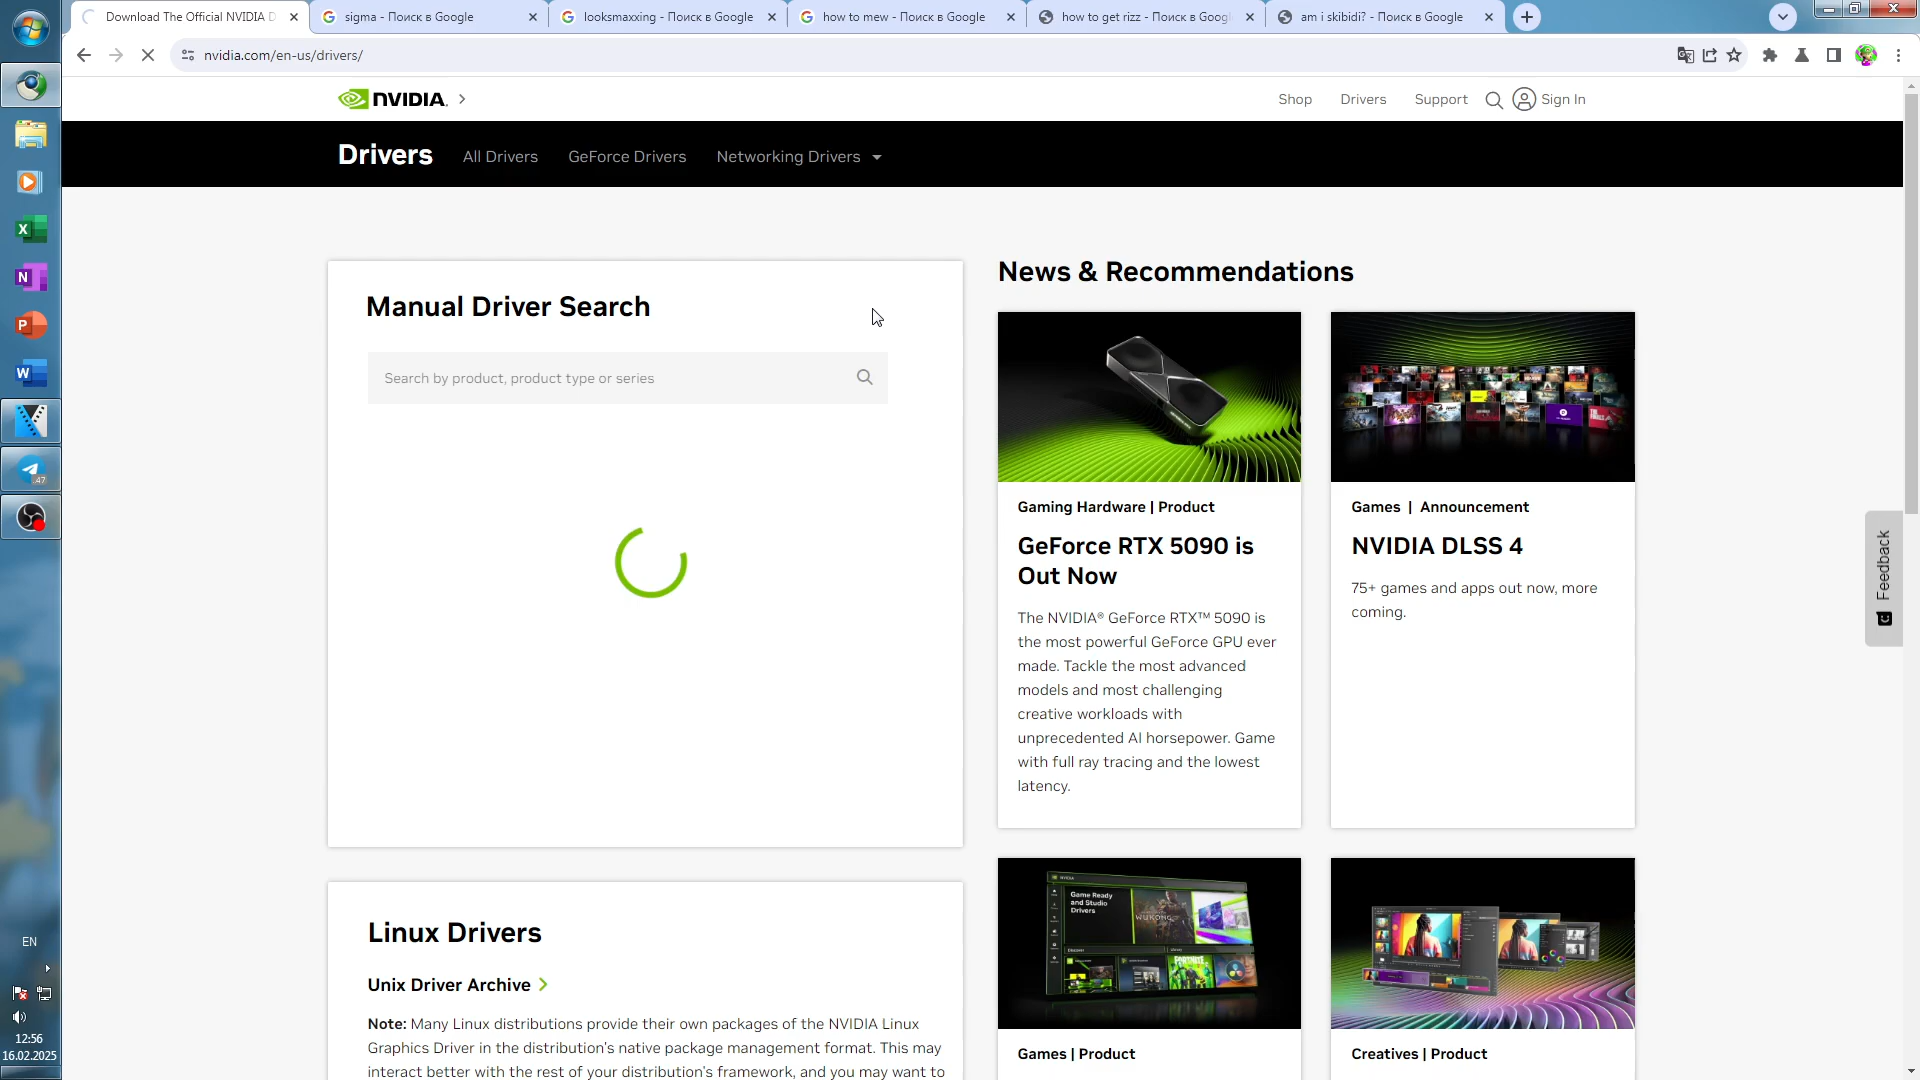 Download The Official NVIDIA D
sigma - Поиск в Google
looksmaxxing - Поиск в Google
how to mew - Поиск в Google
how to get rizz - Поиск в Googl
am i skibidi? - Поиск в Google
nvidia.com/en-us/drivers/
NVIDIA.
Shop
Drivers
Support
Sign In
Drivers
All Drivers
GeForce Drivers
Networking Drivers
Manual Driver Search
Search by product, product type or series
News & Recommendations
Gaming Hardware | Product
GeForce RTX 5090 is
Out Now
The NVIDIA® GeForce RTX™ 5090 is
the most powerful GeForce GPU ever
made. Tackle the most advanced
models and most challenging
creative workloads with
unprecedented AI horsepower. Game
with full ray tracing and the lowest
latency.
Games | Announcement
NVIDIA DLSS 4
75+ games and apps out now, more
coming.
Feedback
Linux Drivers
Unix Driver Archive
Note: Many Linux distributions provide their own packages of the NVIDIA Linux
Graphics Driver in the distribution's native package management format. This may
interact better with the rest of your distribution's framework, and you may want to
Game Ready
and Studio
Drivers
WUKONG
FORTNITE
Games | Product
Creatives | Product
X
N
P
W
47
EN
12:56
16.02.2025